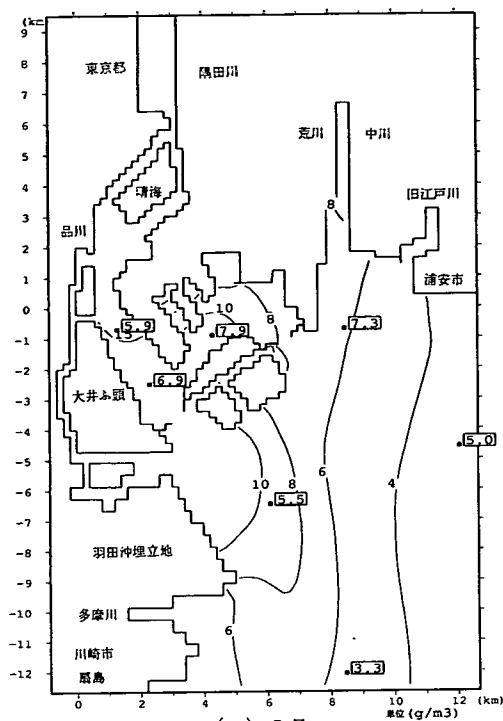 (km
9
8
7
6
5
4
3
2
1
0
-1
-2
-3
-4
-5
-6
-7
-8
-9
-10
-11
-12
東京都
隅田川
荒川
中川
旧江戸川
晴海
品川
浦安市
大井ふ頭
羽田沖埋立地
多摩川
川崎市
扇島
8
10
8
5.9
7.9
7.3
6.9
5.0
10
8
6
4
5.5
6
3.3
0
2
4
6
8
10
12
(km)
単位(g/m3)